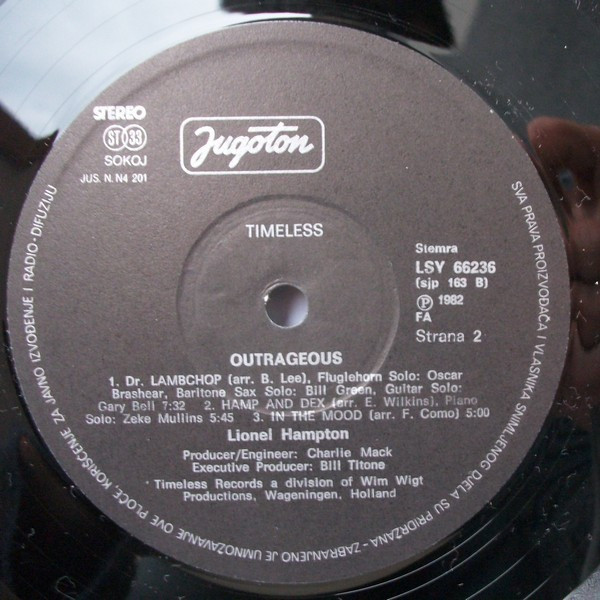 STEREO
ST 33
SOKOJ
JUS. N. N4 201
Jugoton
TIMELESS
Stemra
LSY 66236
(sjp 163 B)
Ⓟ 1982
FA
Strana 2
OUTRAGEOUS
1. Dr. LAMBCHOP (arr. B. Lee), Fluglehorn Solo: Oscar
Brashear, Baritone Sax Solo: Bill Green, Guitar Solo:
Gary Bell 7:32 2. HAMP AND DEX (arr. E. Wilkins), Piano
Solo: Zeke Mullins 5:45 3. IN THE MOOD (arr. F. Como) 5:00
Lionel Hampton
Producer/Engineer: Charlie Mack
Executive Producer: Bill Titone
Timeless Records a division of Wim Wigt
Productions, Wageningen, Holland
SVA PRAVA PROIZVOĐAČA I VLASNIKA SNIMLJENOG DJELA SU PRIDRŽANA - ZABRANJENO JE UMNOŽAVANJE OVE PLOČE, KORIŠĆENJE ZA JAVNO IZVOĐENJE I RADIO-DIFUZIJU